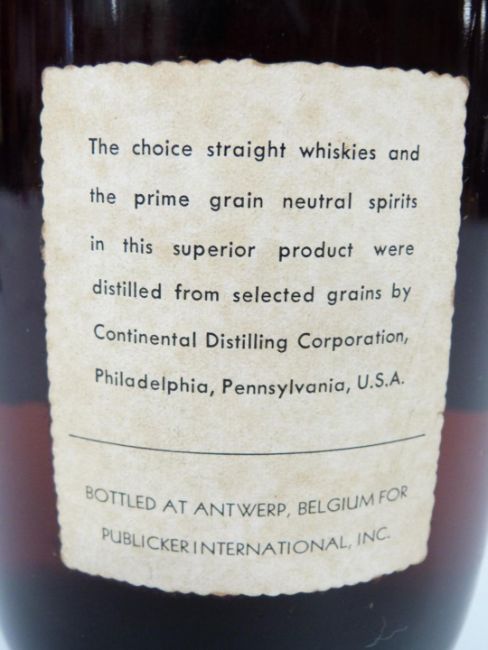 The choice straight whiskies and
the prime grain neutral spirits
in this superior product were
distilled from selected grains by
Continental Distilling Corporation,
Philadelphia, Pennsylvania, U.S.A.
BOTTLED AT ANTWERP, BELGIUM FOR
PUBLICKER INTERNATIONAL, INC.